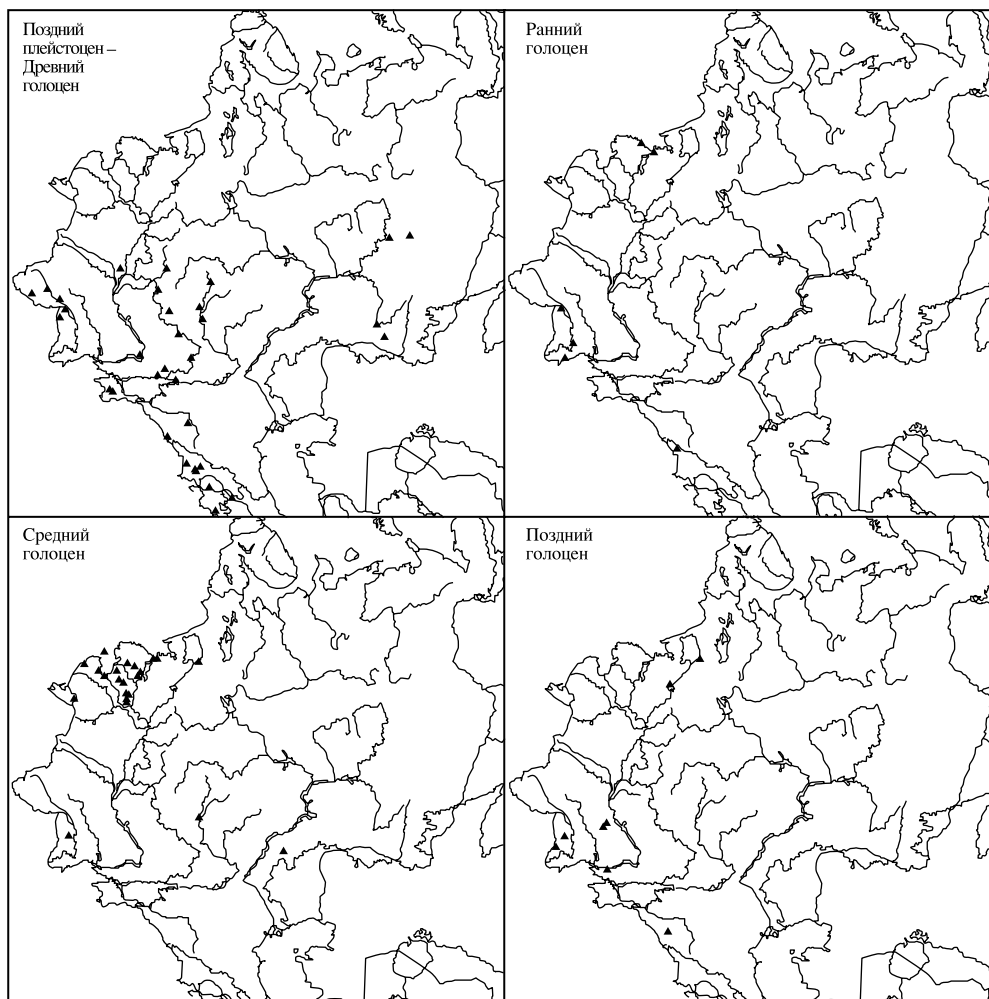 Поздний
плейстоцен –
Древний
голоцен
Ранний
голоцен
Средний
голоцен
Поздний
голоцен